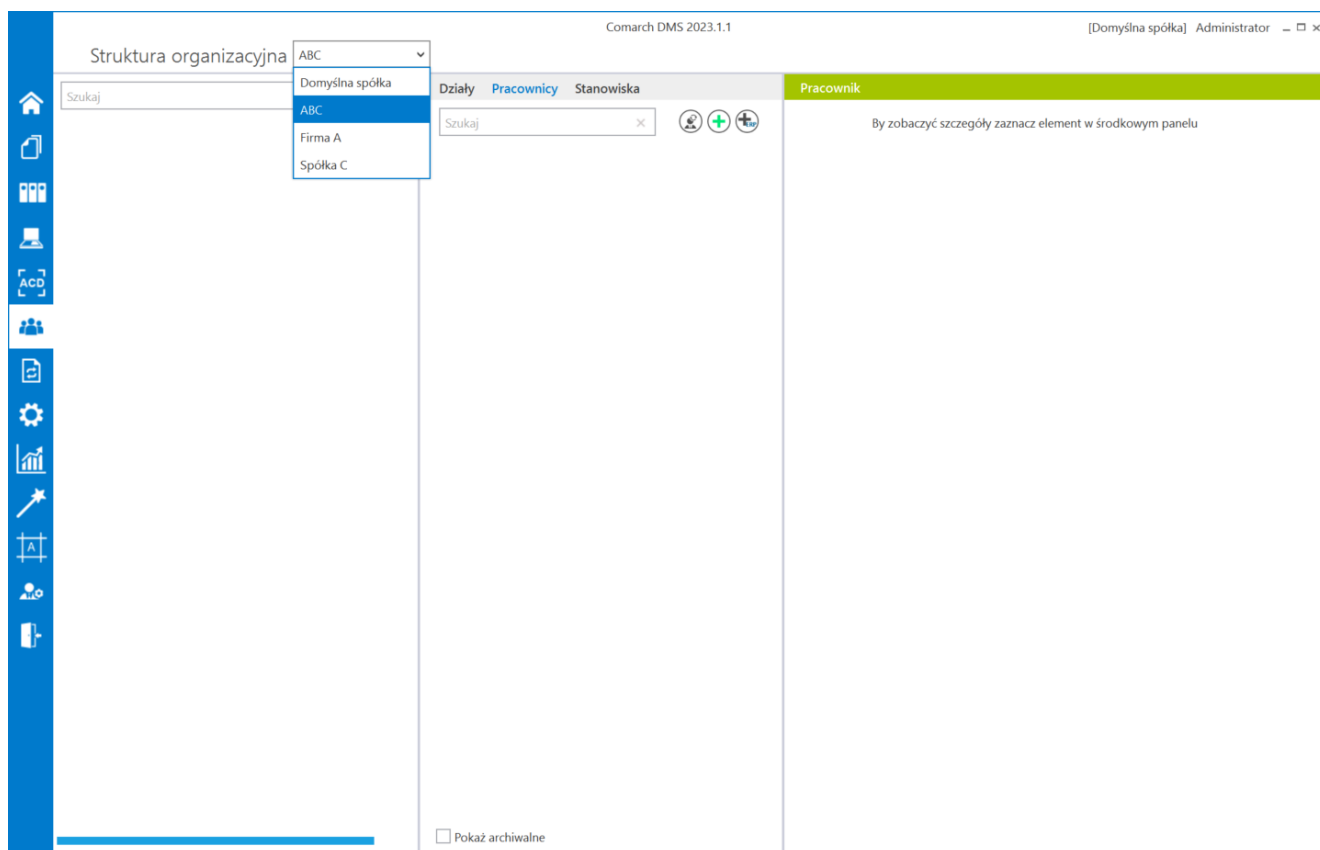 Comarch DMS 2023.1.1
[Domyślna spółka] Administrator
Struktura organizacyjna ABC
Szukaj
Domyślna spółka
ABC
Firma A
Spółka C
Działy Pracownicy Stanowiska
Szukaj
ERP
Pracownik
By zobaczyć szczegóły zaznacz element w środkowym panelu
ACD
A
Pokaż archiwalne